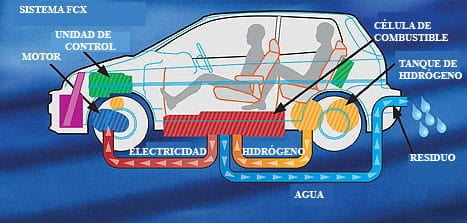 SISTEMA FCX
UNIDAD DE
CONTROL
MOTOR
CÉLULA DE
COMBUSTIBLE
TANQUE DE
HIDRÓGENO
ELECTRICIDAD
HIDRÓGENO
RESIDUO
AGUA